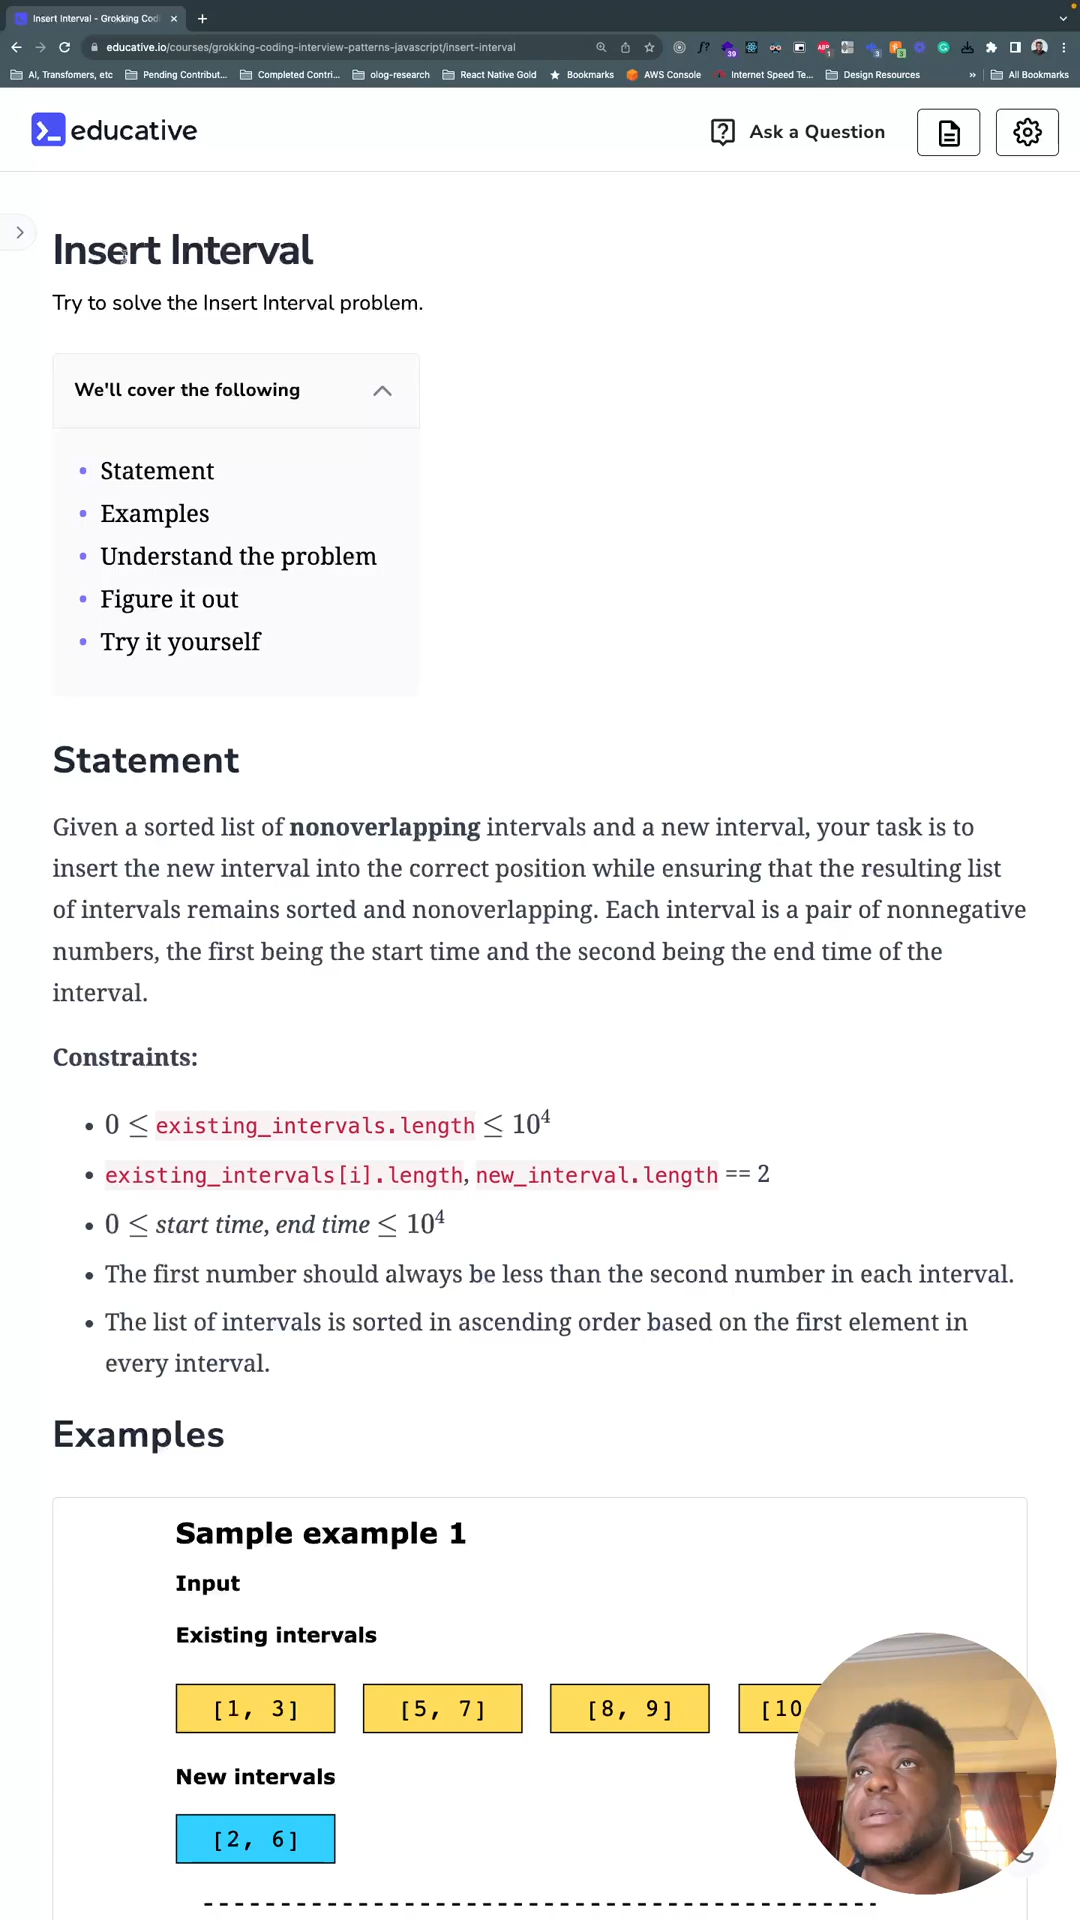 Insert Interval - Grokking Cod
educative.io/courses/grokking-coding-interview-patterns-javascript/insert-interval
AI, Transfomers, etc
Pending Contribut...
Completed Contri...
olog-research
React Native Gold
Bookmarks
AWS Console
Internet Speed Te...
Design Resources
»
All Bookmarks
educative
Ask a Question
Insert Interval
Try to solve the Insert Interval problem.
We'll cover the following
• Statement
• Examples
• Understand the problem
• Figure it out
• Try it yourself
Statement
Given a sorted list of nonoverlapping intervals and a new interval, your task is to
insert the new interval into the correct position while ensuring that the resulting list
of intervals remains sorted and nonoverlapping. Each interval is a pair of nonnegative
numbers, the first being the start time and the second being the end time of the
interval.
Constraints:
• 0 ≤ existing_intervals.length ≤ 10⁴
• existing_intervals[i].length, new_interval.length == 2
• 0 ≤ start time, end time ≤ 10⁴
• The first number should always be less than the second number in each interval.
• The list of intervals is sorted in ascending order based on the first element in
every interval.
Examples
Sample example 1
Input
Existing intervals
[1, 3] [5, 7] [8, 9] [10
New intervals
[2, 6]